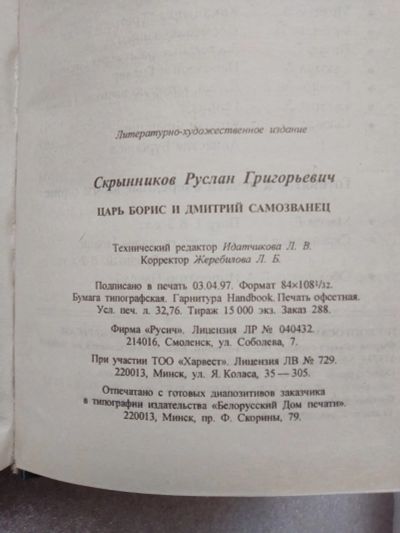 Литературно-художественное издание
Скрынников Руслан Григорьевич
ЦАРЬ БОРИС И ДМИТРИЙ САМОЗВАНЕЦ
Технический редактор Идатчикова Л. В.
Корректор Жеребилова Л. Б.
Подписано в печать 03.04.97. Формат 84×108¹/₃₂.
Бумага типографская. Гарнитура Handbook. Печать офсетная.
Усл. печ. л. 32,76. Тираж 15 000 экз. Заказ 288.
Фирма «Русич». Лицензия ЛР № 040432.
214016, Смоленск, ул. Соболева, 7.
При участии ТОО «Харвест». Лицензия ЛВ № 729.
220013, Минск, ул. Я. Коласа, 35—305.
Отпечатано с готовых диапозитивов заказчика
в типографии издательства «Белорусский Дом печати».
220013, Минск, пр. Ф. Скорины, 79.